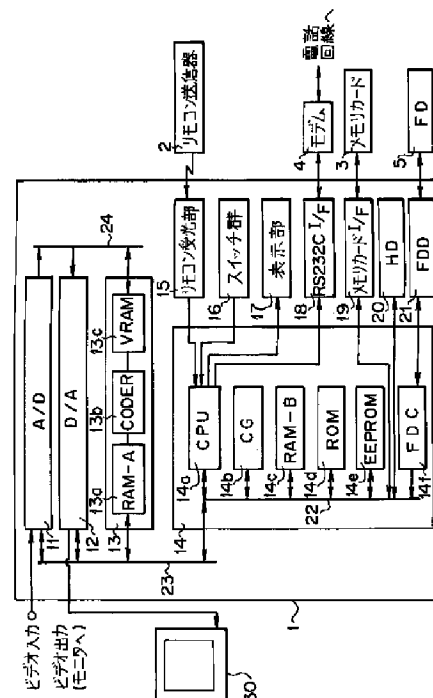 ビデオ入力
ビデオ出力
(モニタへ)
30
1
11
A/D
12
D/A
13
13a
RAM-A
13b
CODER
13c
VRAM
24
23
14
14a
CPU
14b
CG
14c
RAM-B
14d
ROM
22
14e
EEPROM
14f
FDC
15
リモコン受光部
16
スイッチ群
17
表示部
18
RS232C I/F
19
メモリカードI/F
20
HD
21
FDD
2
リモコン送信器
4
モデム
電話
回線へ
3
メモリカード
5
FD